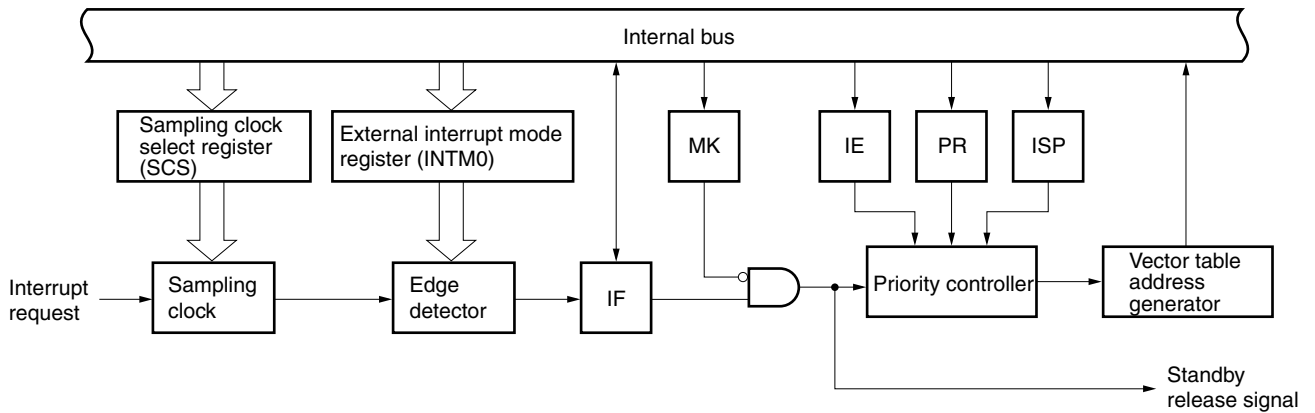 Internal bus
Sampling clock
select register
(SCS)
External interrupt mode
register (INTM0)
MK
IE
PR
ISP
Interrupt
request
Sampling
clock
Edge
detector
IF
Priority controller
Vector table
address
generator
Standby
release signal